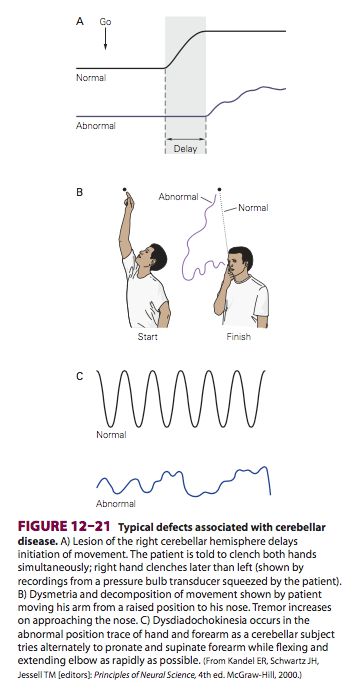 A Go
Normal
Abnormal
Delay
B
Abnormal
Normal
Start
Finish
C
Normal
Abnormal
FIGURE 12–21 Typical defects associated with cerebellar
disease. A) Lesion of the right cerebellar hemisphere delays
initiation of movement. The patient is told to clench both hands
simultaneously; right hand clenches later than left (shown by
recordings from a pressure bulb transducer squeezed by the patient).
B) Dysmetria and decomposition of movement shown by patient
moving his arm from a raised position to his nose. Tremor increases
on approaching the nose. C) Dysdiadochokinesia occurs in the
abnormal position trace of hand and forearm as a cerebellar subject
tries alternately to pronate and supinate forearm while flexing and
extending elbow as rapidly as possible. (From Kandel ER, Schwartz JH,
Jessell TM [editors]: Principles of Neural Science, 4th ed. McGraw-Hill, 2000.)